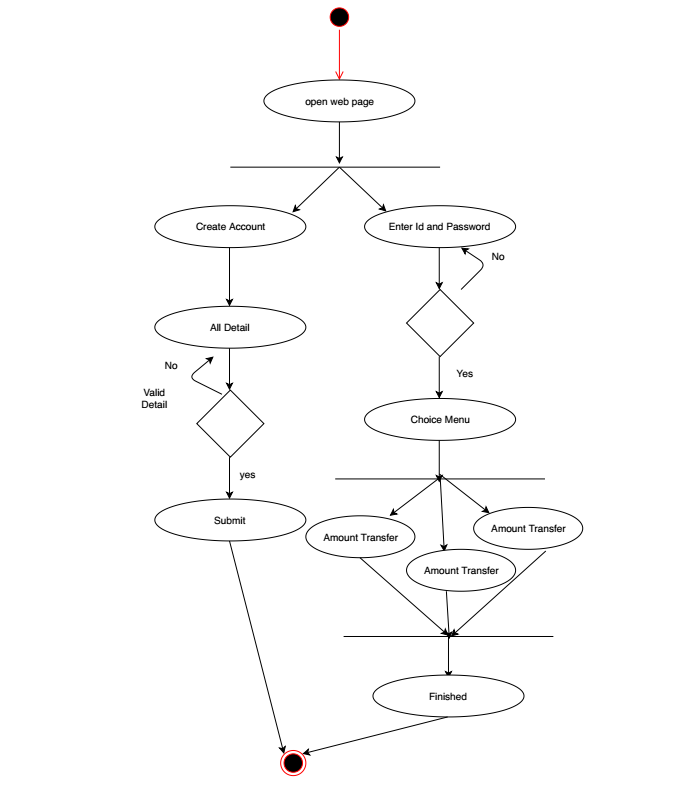 open web page
Create Account
Enter Id and Password
No
All Detail
No
Valid
Detail
Yes
Choice Menu
yes
Submit
Amount Transfer
Amount Transfer
Amount Transfer
Finished